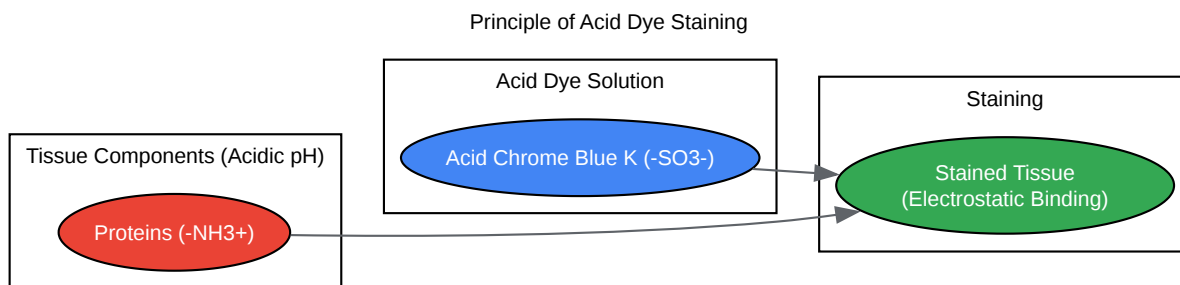 Principle of Acid Dye Staining
Tissue Components (Acidic pH)
Proteins (-NH3+)
Acid Dye Solution
Acid Chrome Blue K (-SO3-)
Staining
Stained Tissue
(Electrostatic Binding)